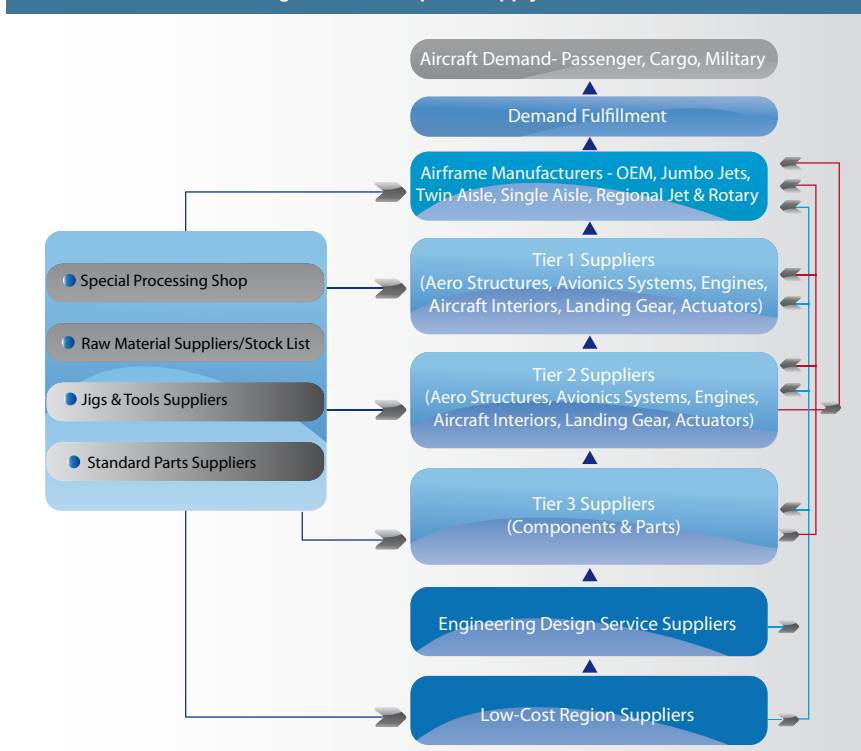 Aircraft Demand- Passenger, Cargo, Military
Demand Fulfillment
Airframe Manufacturers - OEM, Jumbo Jets,
Twin Aisle, Single Aisle, Regional Jet & Rotary
Special Processing Shop
Raw Material Suppliers/Stock List
Jigs & Tools Suppliers
Standard Parts Suppliers
Tier 1 Suppliers
(Aero Structures, Avionics Systems, Engines,
Aircraft Interiors, Landing Gear, Actuators)
Tier 2 Suppliers
(Aero Structures, Avionics Systems, Engines,
Aircraft Interiors, Landing Gear, Actuators)
Tier 3 Suppliers
(Components & Parts)
Engineering Design Service Suppliers
Low-Cost Region Suppliers